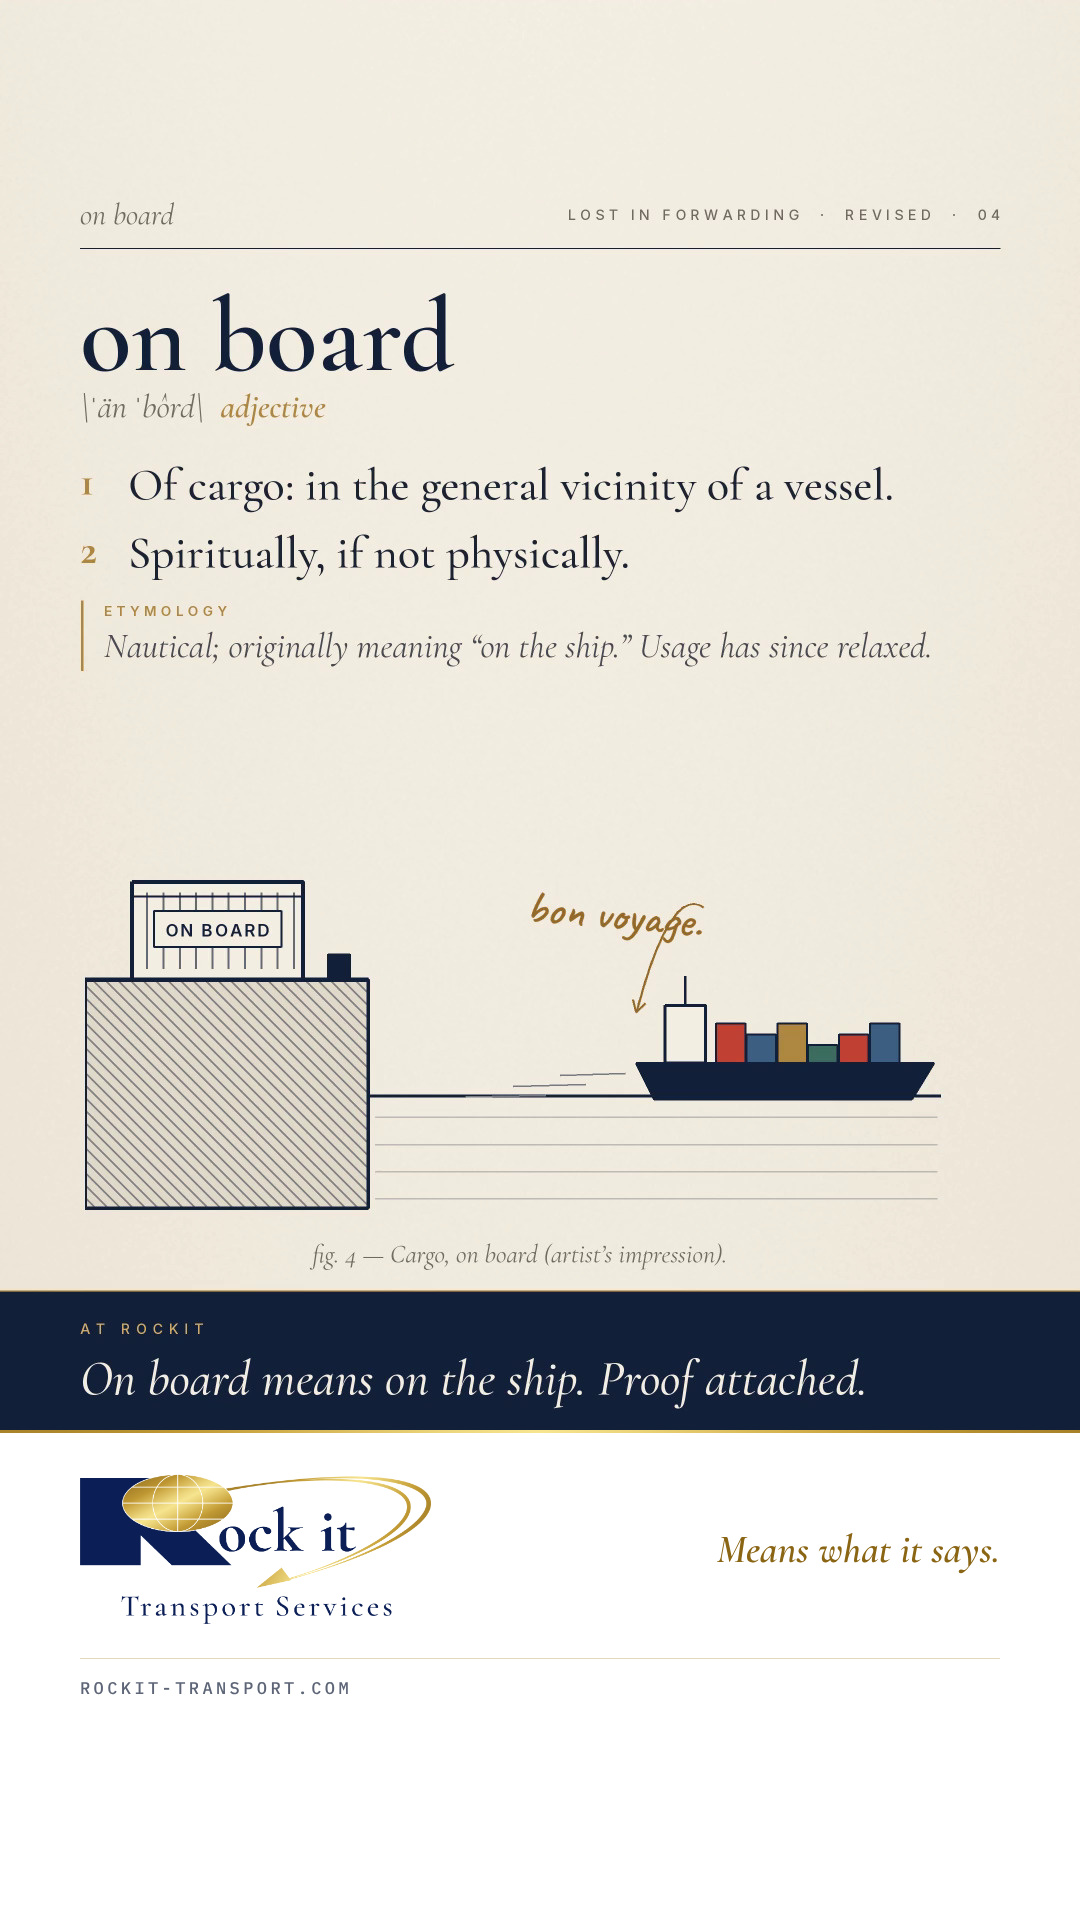 on board
LOST IN FORWARDING · REVISED · 04
on board
\ˈän ˈbȯrd\ adjective
1 Of cargo: in the general vicinity of a vessel.
2 Spiritually, if not physically.
ETYMOLOGY
Nautical; originally meaning “on the ship.” Usage has since relaxed.
ON BOARD
bon voyage.
fig. 4 — Cargo, on board (artist’s impression).
AT ROCKIT
On board means on the ship. Proof attached.
Rock it
Transport Services
Means what it says.
ROCKIT-TRANSPORT.COM